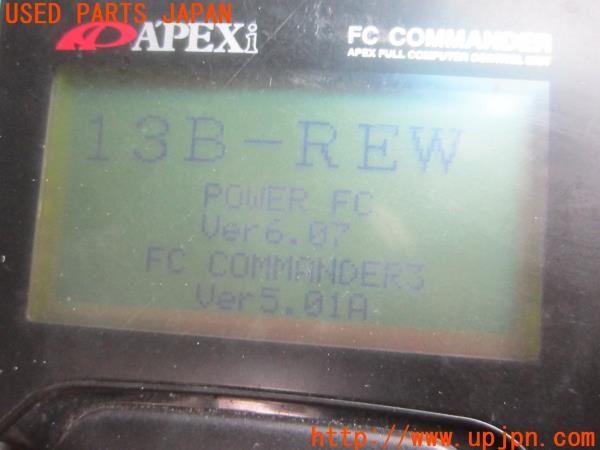 USED PARTS JAPAN
A'PEXi
FC COMMANDER
APEX FULL COMPUTER CONTROL UNIT
13B-REW
POWER FC
Ver6.07
FC COMMANDER3
Ver5.01A
http://www.upjpn.com